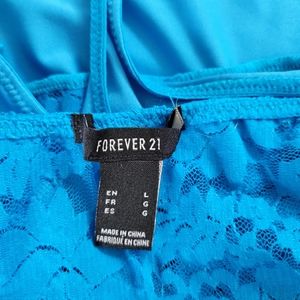 FOREVER 21
EN L
FR G
ES G
MADE IN CHINA
FABRIQUÉ EN CHINE